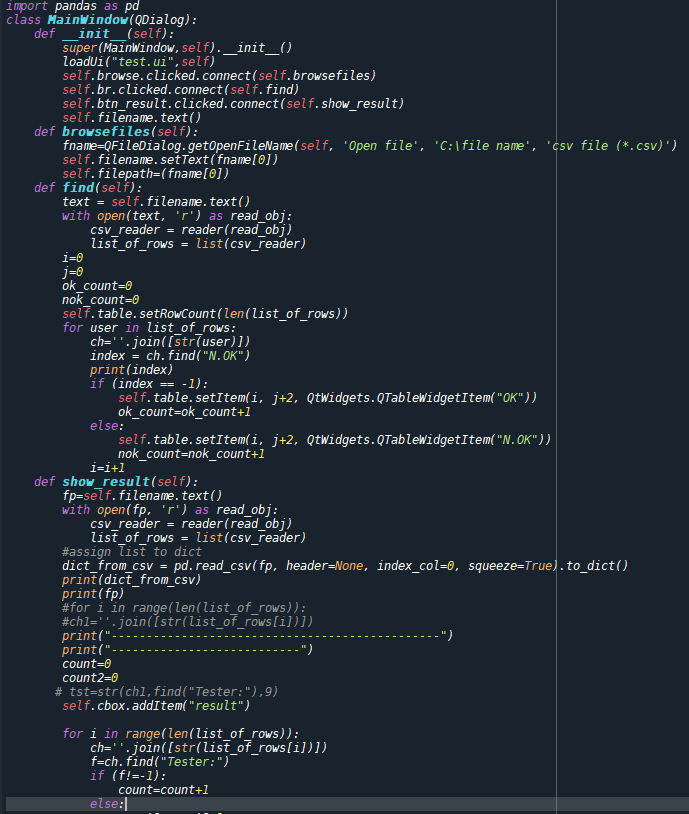 import pandas as pd
class MainWindow(QDialog):
    def __init__(self):
        super(MainWindow,self).__init__()
        loadUi("test.ui",self)
        self.browse.clicked.connect(self.browsefiles)
        self.br.clicked.connect(self.find)
        self.btn_result.clicked.connect(self.show_result)
        self.filename.text()
    def browsefiles(self):
        fname=QFileDialog.getOpenFileName(self, 'Open file', 'C:\file name', 'csv file (*.csv)')
        self.filename.setText(fname[0])
        self.filepath=(fname[0])
    def find(self):
        text = self.filename.text()
        with open(text, 'r') as read_obj:
            csv_reader = reader(read_obj)
            list_of_rows = list(csv_reader)
        i=0
        j=0
        ok_count=0
        nok_count=0
        self.table.setRowCount(len(list_of_rows))
        for user in list_of_rows:
            ch=''.join([str(user)])
            index = ch.find("N.OK")
            print(index)
            if (index == -1):
                self.table.setItem(i, j+2, QtWidgets.QTableWidgetItem("OK"))
                ok_count=ok_count+1
            else:
                self.table.setItem(i, j+2, QtWidgets.QTableWidgetItem("N.OK"))
                nok_count=nok_count+1
            i=i+1
    def show_result(self):
        fp=self.filename.text()
        with open(fp, 'r') as read_obj:
            csv_reader = reader(read_obj)
            list_of_rows = list(csv_reader)
        #assign list to dict
        dict_from_csv = pd.read_csv(fp, header=None, index_col=0, squeeze=True).to_dict()
        print(dict_from_csv)
        print(fp)
        #for i in range(len(list_of_rows)):
        #ch1=''.join([str(list_of_rows[i])])
        print("-----------------------------------------------")
        print("---------------------------")
        count=0
        count2=0
       # tst=str(ch1,find("Tester:"),9)
        self.cbox.addItem("result")

        for i in range(len(list_of_rows)):
            ch=''.join([str(list_of_rows[i])])
            f=ch.find("Tester:")
            if (f!=-1):
                count=count+1
            else: